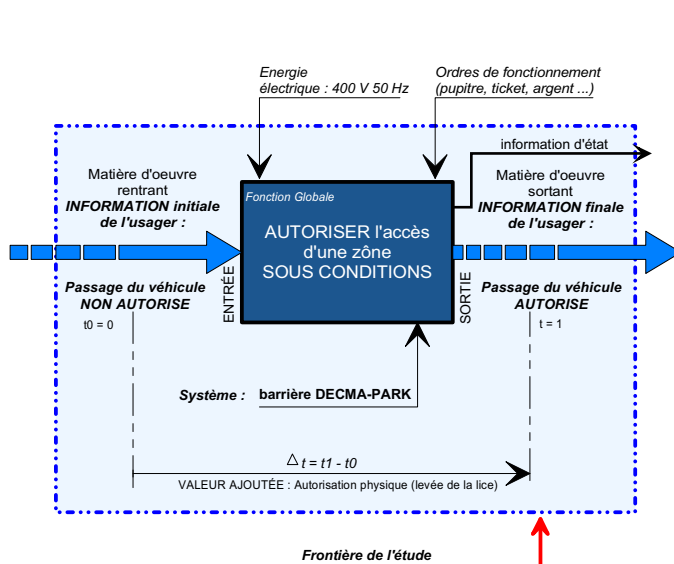 Energie
électrique : 400 V 50 Hz
Ordres de fonctionnement
(pupitre, ticket, argent ...)
information d'état
Matière d'oeuvre
rentrant
INFORMATION initiale
de l'usager :
Fonction Globale
AUTORISER l'accès
d'une zône
SOUS CONDITIONS
Matière d'oeuvre
sortant
INFORMATION finale
de l'usager :
ENTRÉE
SORTIE
Passage du véhicule
NON AUTORISE
t0 = 0
Passage du véhicule
AUTORISE
t = 1
Système : barrière DECMA-PARK
△ t = t1 - t0
VALEUR AJOUTÉE : Autorisation physique (levée de la lice)
Frontière de l'étude